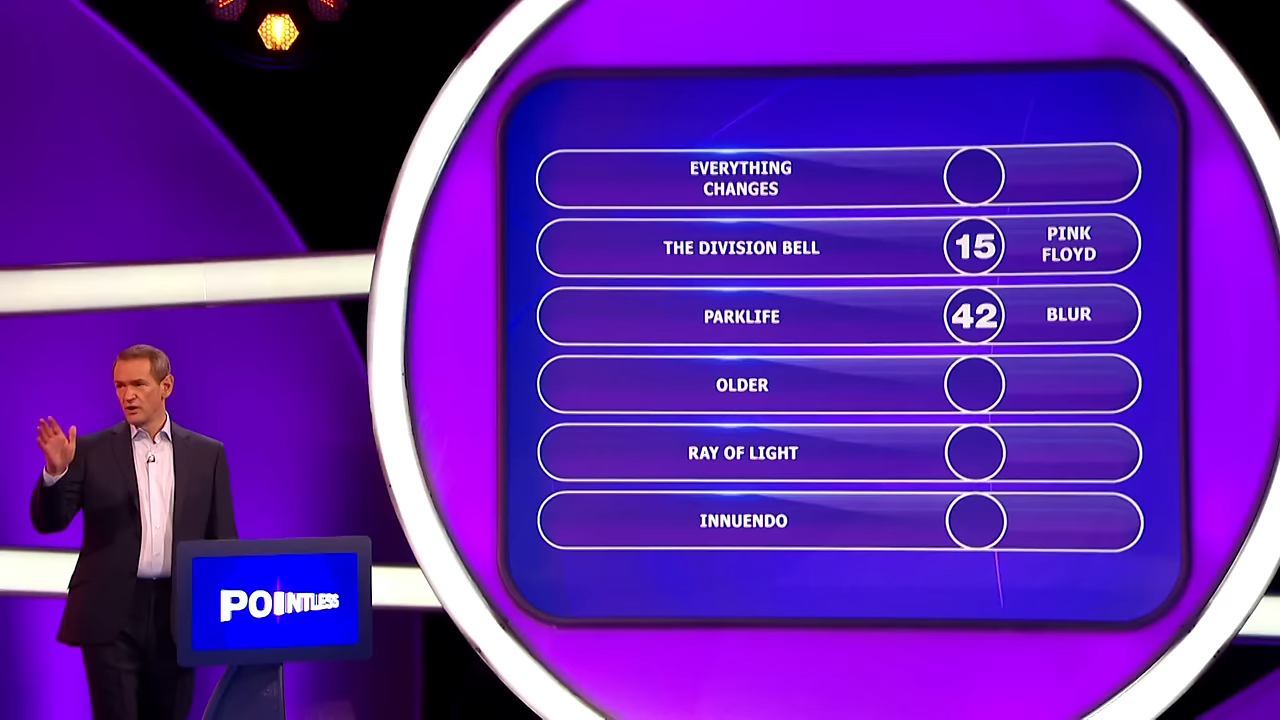 EVERYTHING
CHANGES
THE DIVISION BELL
15
PINK
FLOYD
PARKLIFE
42
BLUR
OLDER
RAY OF LIGHT
INNUENDO
POINTLESS